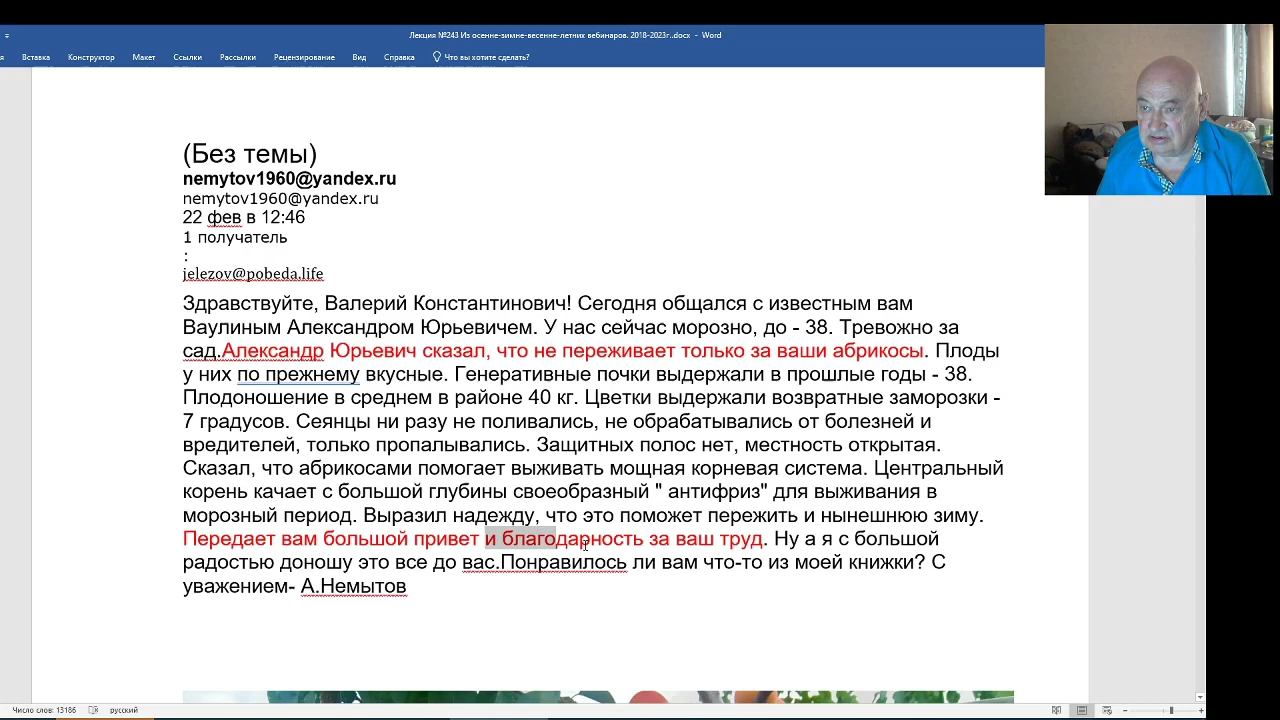 Лекция №243 Из осенне-зимне-весенне-летних вебинаров. 2018-2023г..docx - Word
Вставка Конструктор Макет Ссылки Рассылки Рецензирование Вид Справка Что вы хотите сделать?
(Без темы)
nemytov1960@yandex.ru
nemytov1960@yandex.ru
22 фев в 12:46
1 получатель
:
jelezov@pobeda.life
Здравствуйте, Валерий Константинович! Сегодня общался с известным вам
Ваулиным Александром Юрьевичем. У нас сейчас морозно, до - 38. Тревожно за
сад.Александр Юрьевич сказал, что не переживает только за ваши абрикосы. Плоды
у них по прежнему вкусные. Генеративные почки выдержали в прошлые годы - 38.
Плодоношение в среднем в районе 40 кг. Цветки выдержали возвратные заморозки -
7 градусов. Сеянцы ни разу не поливались, не обрабатывались от болезней и
вредителей, только пропалывались. Защитных полос нет, местность открытая.
Сказал, что абрикосами помогает выживать мощная корневая система. Центральный
корень качает с большой глубины своеобразный " антифриз" для выживания в
морозный период. Выразил надежду, что это поможет пережить и нынешнюю зиму.
Передает вам большой привет и благодарность за ваш труд. Ну а я с большой
радостью доношу это все до вас.Понравилось ли вам что-то из моей книжки? С
уважением- А.Немытов
Число слов: 13186 русский